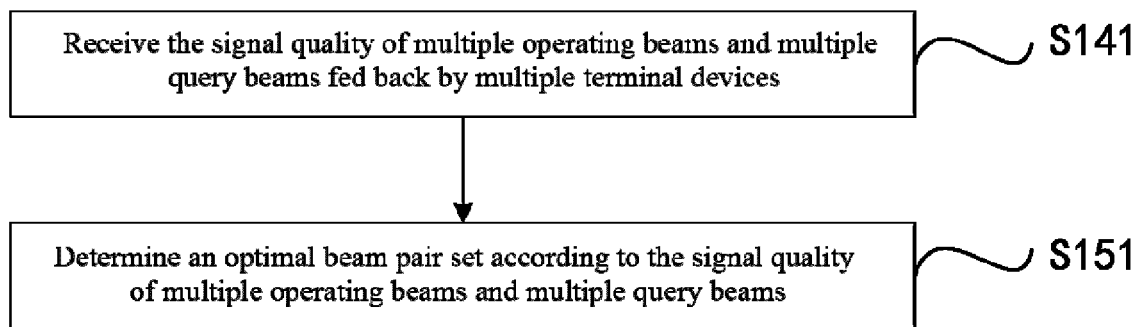 Receive the signal quality of multiple operating beams and multiple
query beams fed back by multiple terminal devices
S141
Determine an optimal beam pair set according to the signal quality
of multiple operating beams and multiple query beams
S151